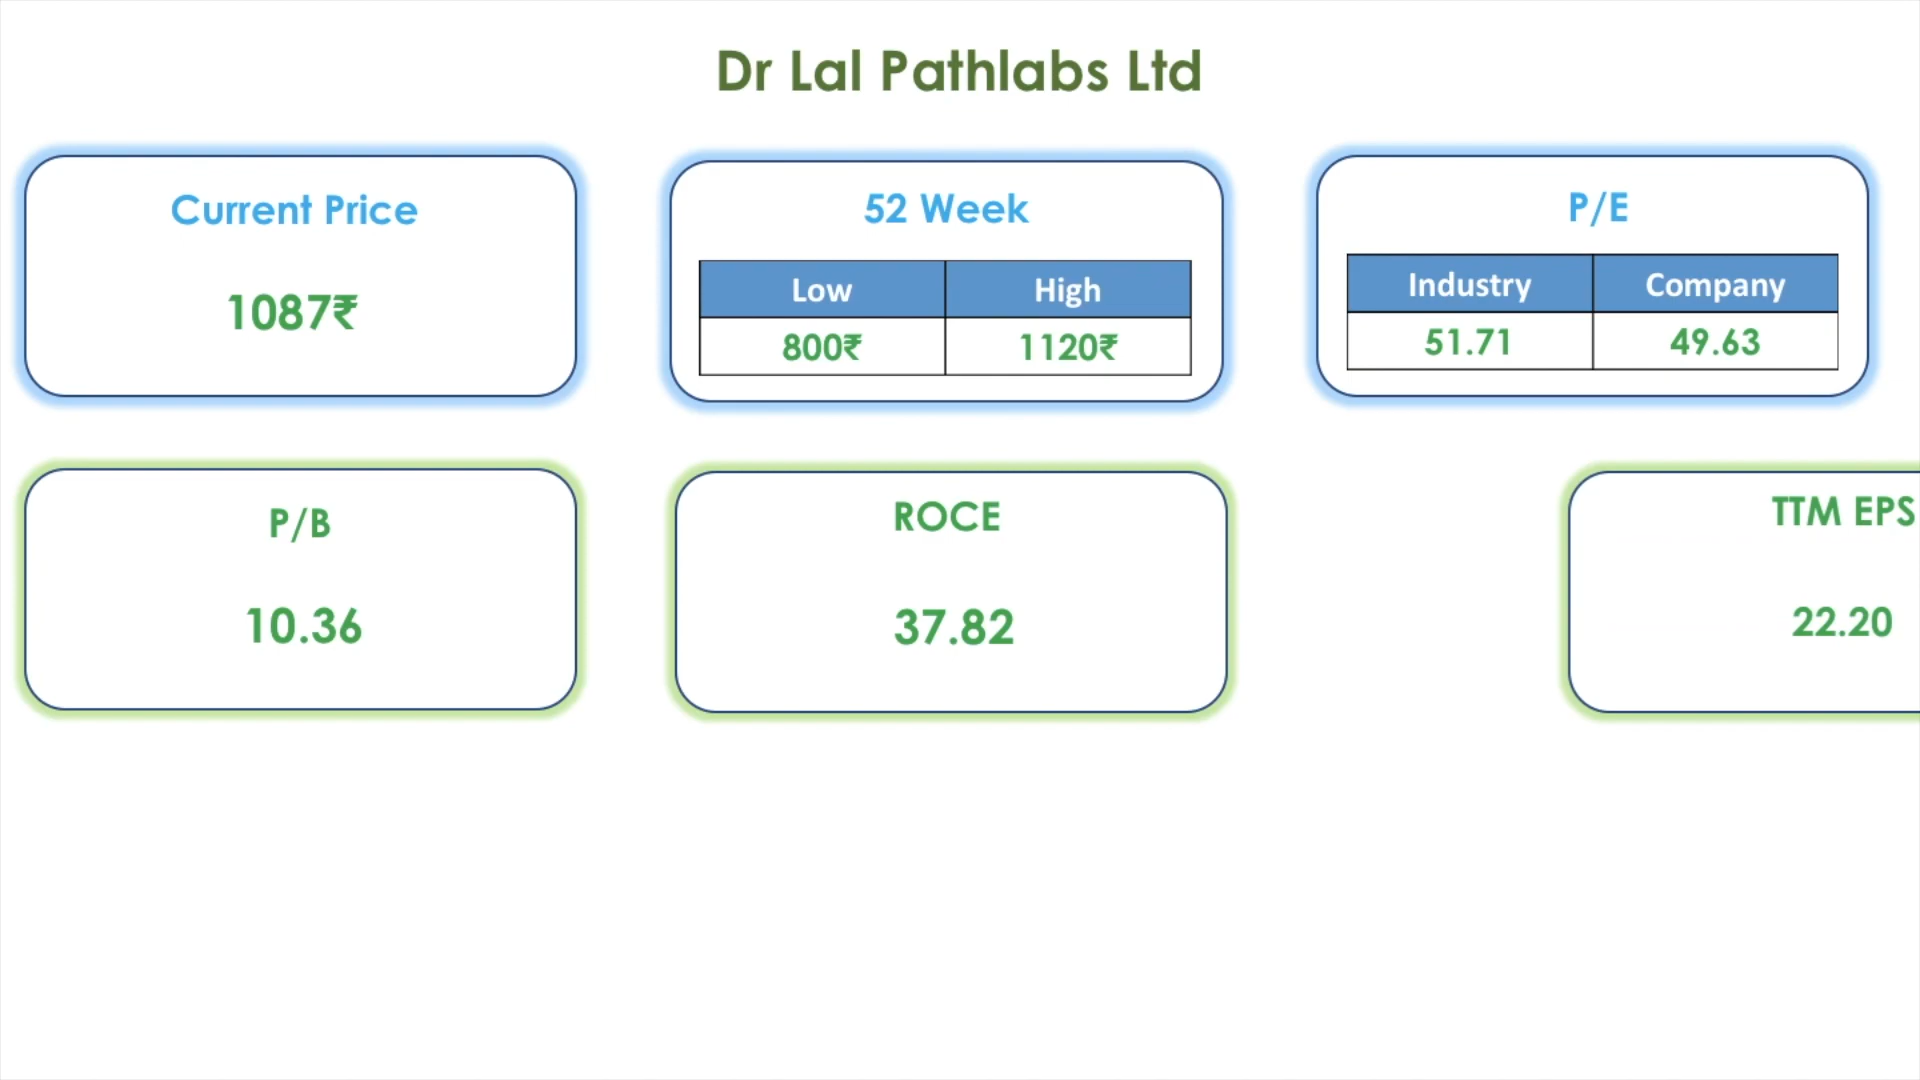 Dr Lal Pathlabs Ltd
Current Price
1087₹
52 Week
Low High
800₹ 1120₹
P/E
Industry Company
51.71 49.63
P/B
10.36
ROCE
37.82
TTM EPS
22.20